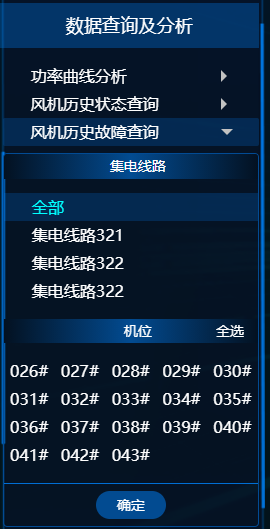 数据查询及分析
功率曲线分析
风机历史状态查询
风机历史故障查询
集电线路
全部
集电线路321
集电线路322
集电线路322
机位 全选
026# 027# 028# 029# 030#
031# 032# 033# 034# 035#
036# 037# 038# 039# 040#
041# 042# 043#
确定